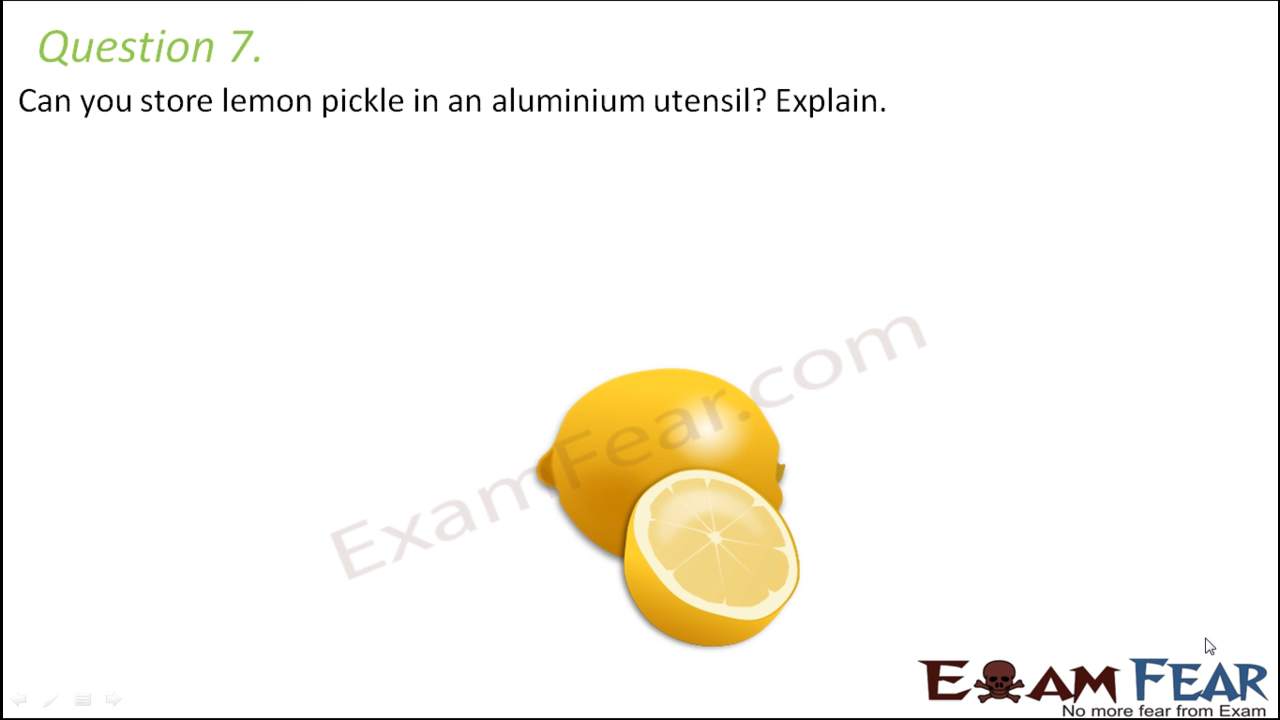 Question 7.
Can you store lemon pickle in an aluminium utensil? Explain.
ExamFear.com
EXAM FEAR
No more fear from Exam